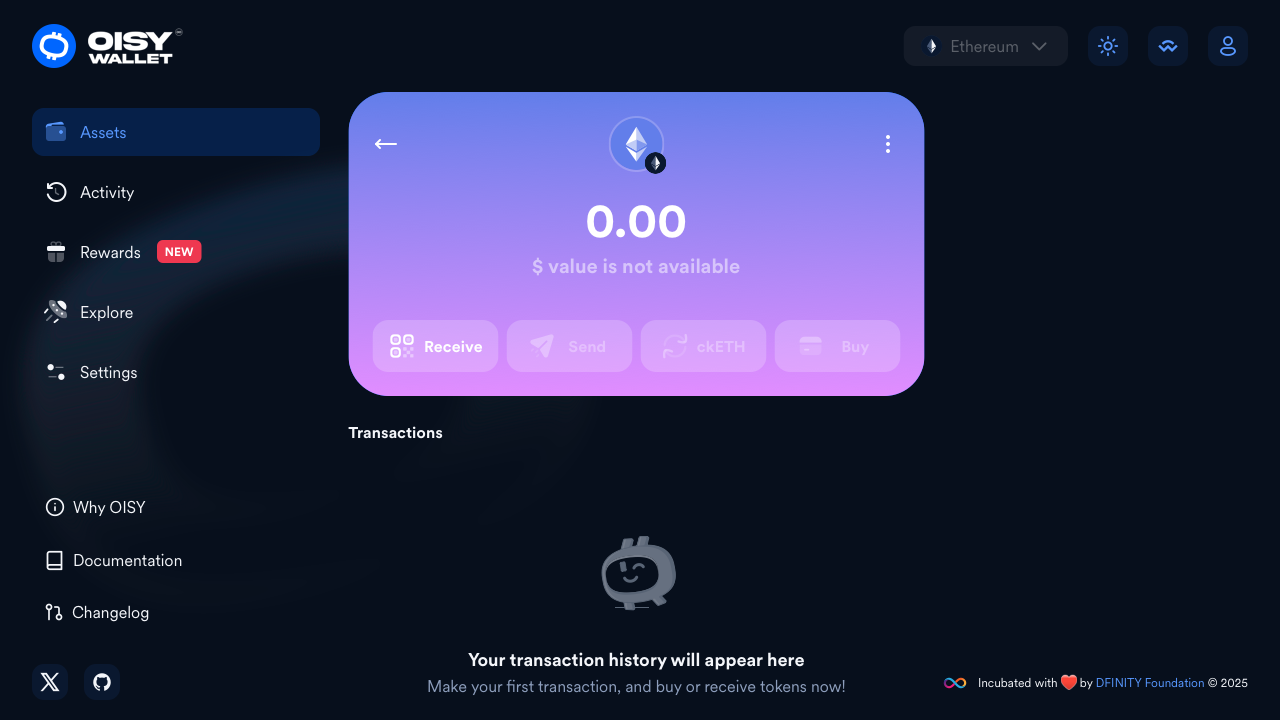 OISY
WALLET
Ethereum
Assets
Activity
Rewards NEW
Explore
Settings
0.00
$ value is not available
Receive
Send
ckETH
Buy
Transactions
Why OISY
Documentation
Changelog
Your transaction history will appear here
Make your first transaction, and buy or receive tokens now!
Incubated with ❤️ by DFINITY Foundation © 2025